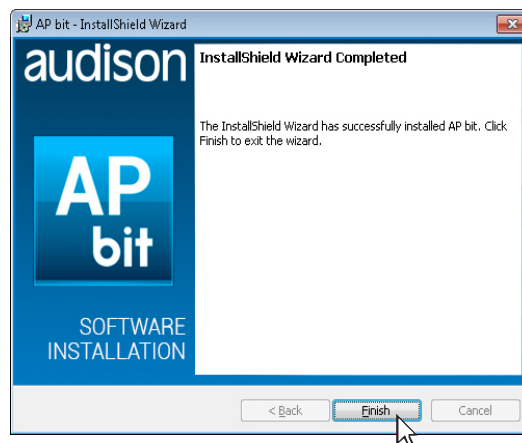 AP bit - InstallShield Wizard
audison
InstallShield Wizard Completed
The InstallShield Wizard has successfully installed AP bit. Click
Finish to exit the wizard.
AP
bit
SOFTWARE
INSTALLATION
< Back
Finish
Cancel